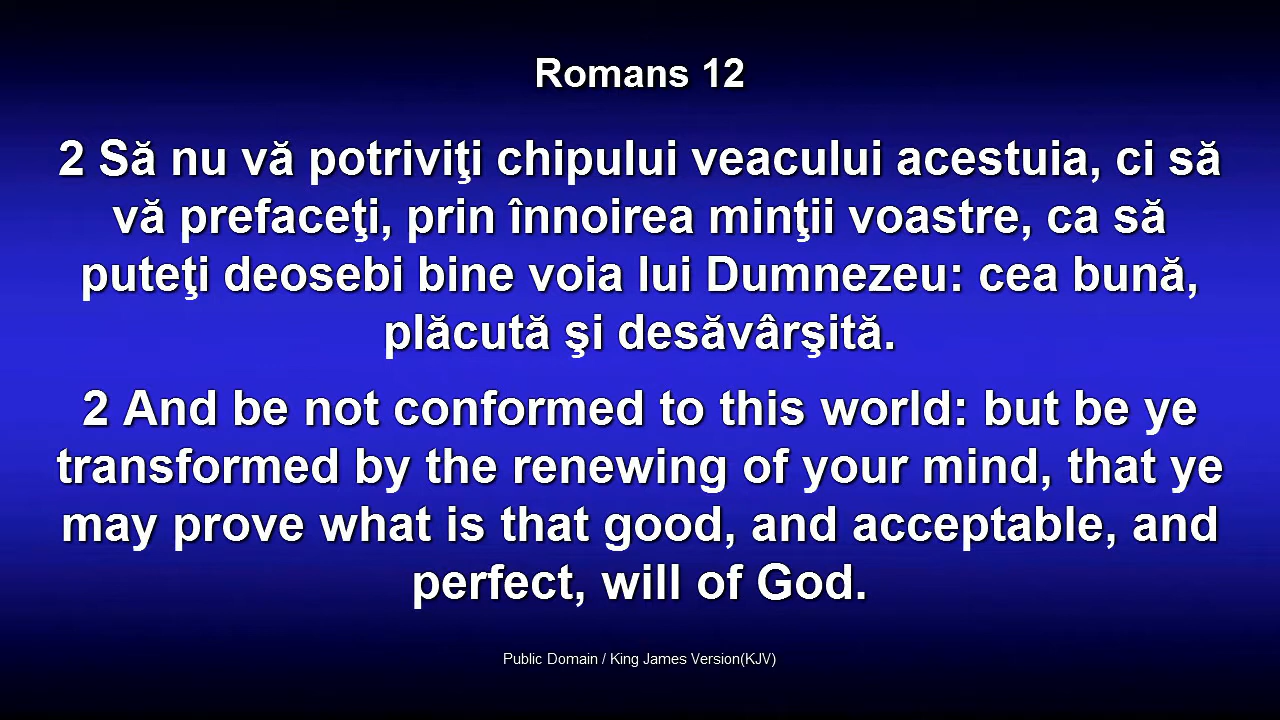 Romans 12
2 Să nu vă potriviţi chipului veacului acestuia, ci să
vă prefaceţi, prin înnoirea minţii voastre, ca să
puteţi deosebi bine voia lui Dumnezeu: cea bună,
plăcută şi desăvârşită.
2 And be not conformed to this world: but be ye
transformed by the renewing of your mind, that ye
may prove what is that good, and acceptable, and
perfect, will of God.
Public Domain / King James Version(KJV)